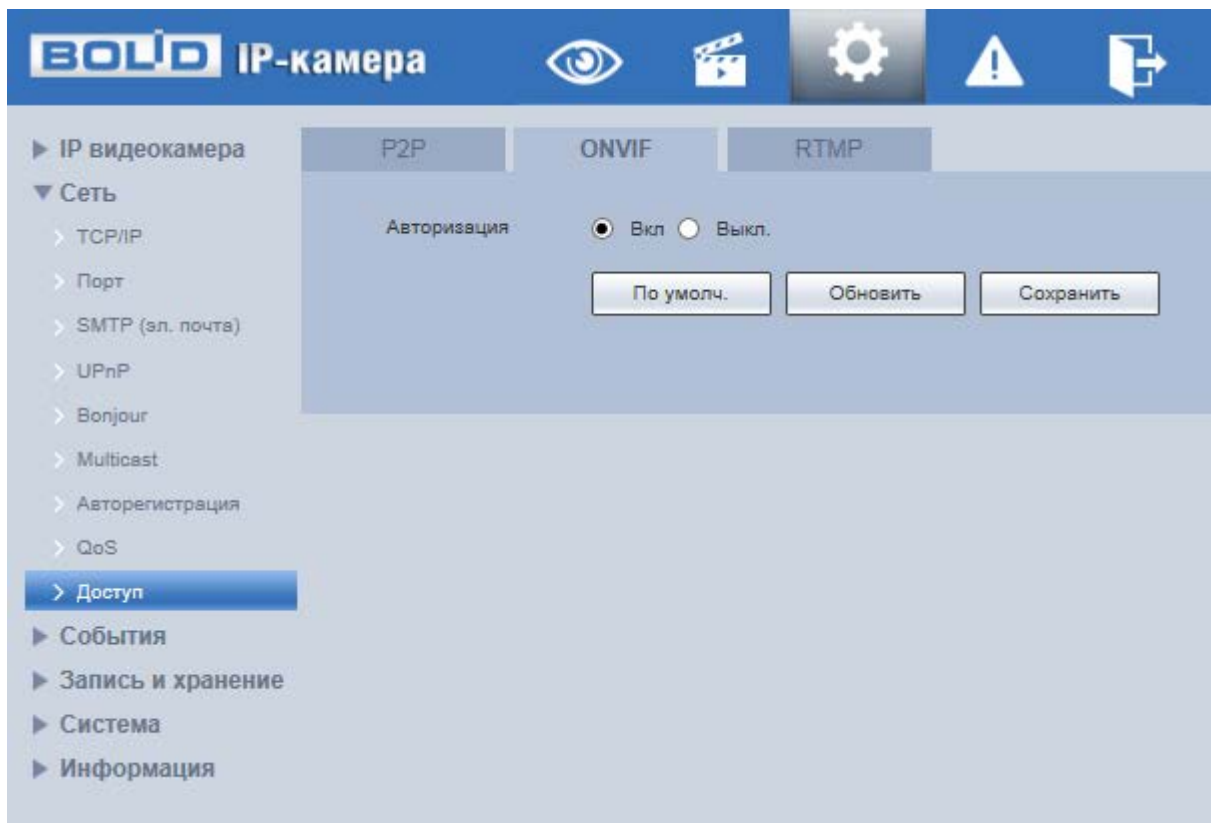 BOLID IP-камера
IP видеокамера
Сеть
TCP/IP
Порт
SMTP (эл. почта)
UPnP
Bonjour
Multicast
Авторегистрация
QoS
Доступ
События
Запись и хранение
Система
Информация
P2P ONVIF RTMP
Авторизация Вкл Выкл.
По умолч. Обновить Сохранить